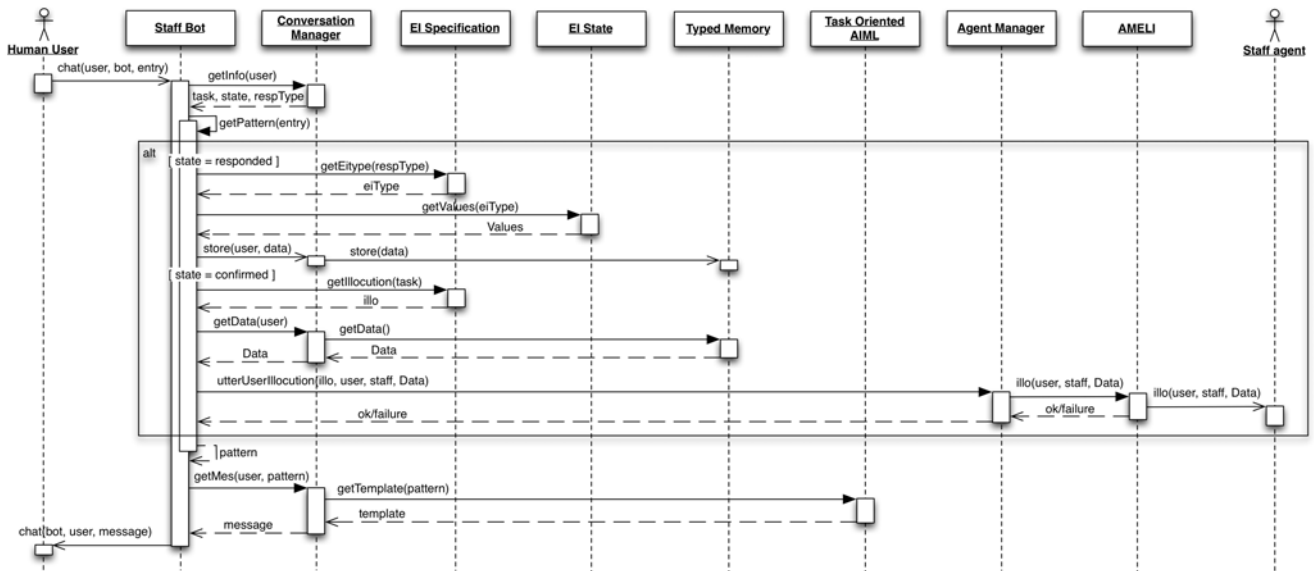 Human User
Staff Bot
Conversation
Manager
EI Specification
EI State
Typed Memory
Task Oriented
AIML
Agent Manager
AMELI
Staff agent
chat(user, bot, entry)
getInfo(user)
task, state, respType
getPattern(entry)
alt
[ state = responded ]
getEitype(respType)
eiType
getValues(eiType)
Values
store(user, data)
store(data)
[ state = confirmed ]
getIllocution(task)
illo
getData(user)
getData()
Data
Data
utterUserIllocution(illo, user, staff, Data)
illo(user, staff, Data)
illo(user, staff, Data)
ok/failure
ok/failure
pattern
getMes(user, pattern)
getTemplate(pattern)
template
message
chat(bot, user, message)